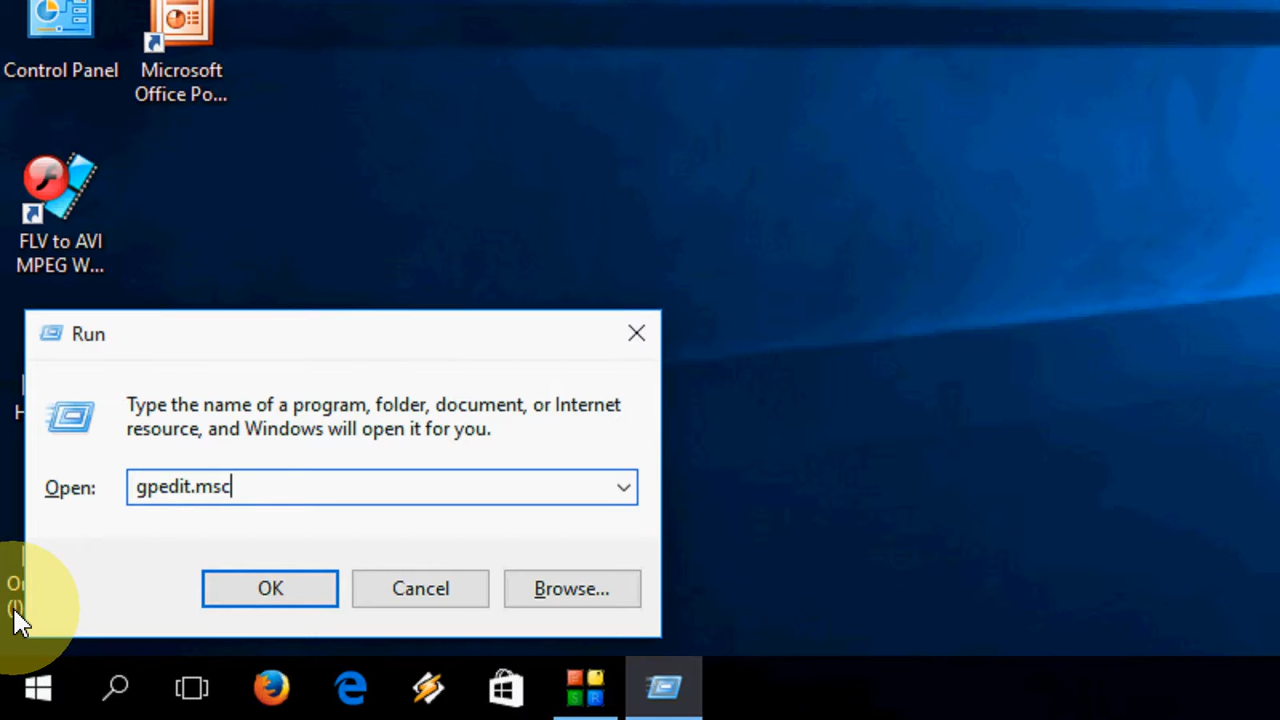 Control Panel
Microsoft
Office Po...
FLV to AVI
MPEG W...
Run
Type the name of a program, folder, document, or Internet
resource, and Windows will open it for you.
Open:
gpedit.msc
OK
Cancel
Browse...